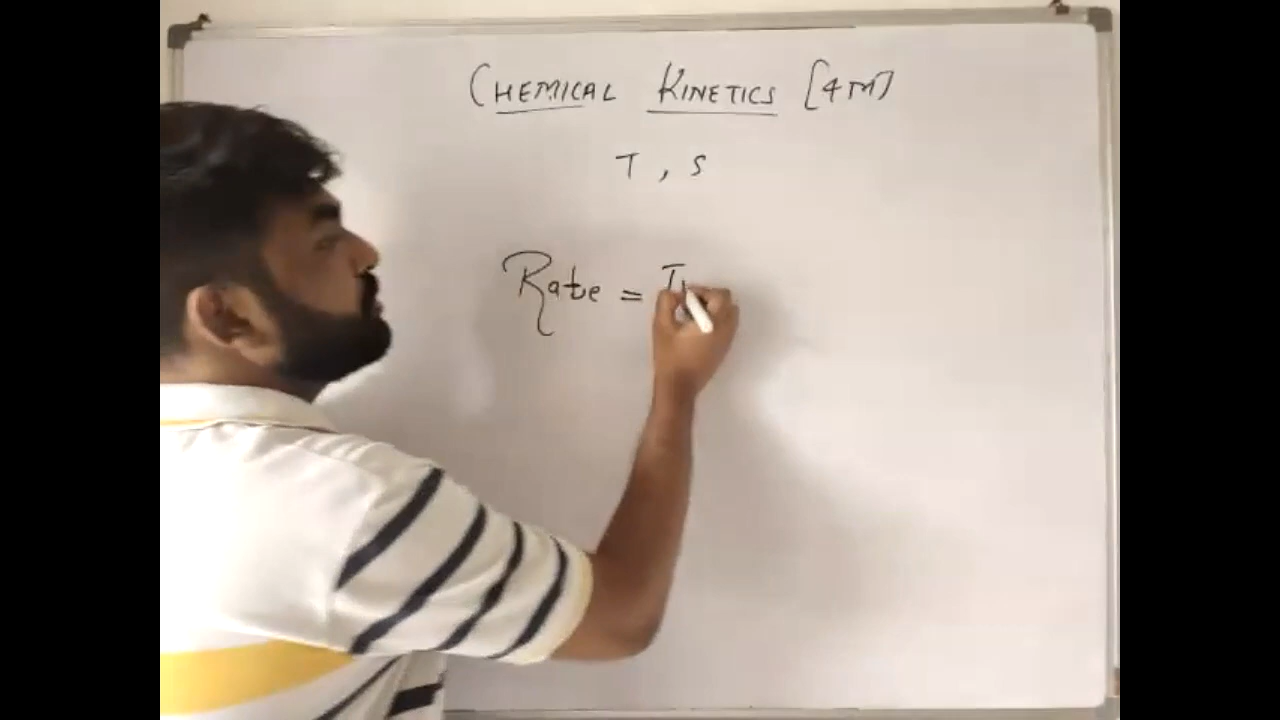 CHEMICAL KINETICS [4M]
T, S
Rate =